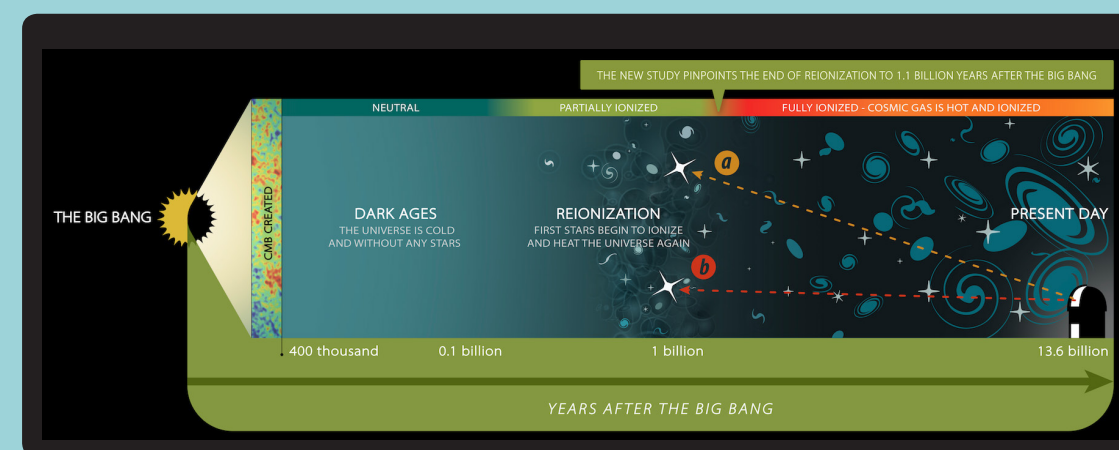 THE NEW STUDY PINPOINTS THE END OF REIONIZATION TO 1.1 BILLION YEARS AFTER THE BIG BANG
NEUTRAL
PARTIALLY IONIZED
FULLY IONIZED - COSMIC GAS IS HOT AND IONIZED
a
THE BIG BANG
CMB CREATED
DARK AGES
THE UNIVERSE IS COLD
AND WITHOUT ANY STARS
REIONIZATION
FIRST STARS BEGIN TO IONIZE
AND HEAT THE UNIVERSE AGAIN
PRESENT DAY
b
400 thousand
0.1 billion
1 billion
13.6 billion
YEARS AFTER THE BIG BANG